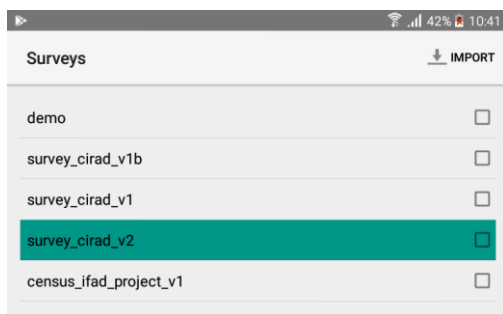 42% 10:41
Surveys IMPORT
demo
survey_cirad_v1b
survey_cirad_v1
survey_cirad_v2
census_ifad_project_v1